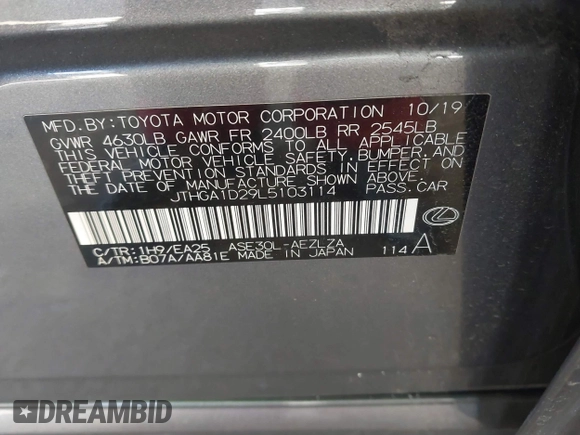 MFD.BY:TOYOTA MOTOR CORPORATION 10/19
GVWR 4630LB GAWR FR 2400LB RR 2545LB
THIS VEHICLE CONFORMS TO ALL APPLICABLE
FEDERAL MOTOR VEHICLE SAFETY,BUMPER,AND
THEFT PREVENTION STANDARDS IN EFFECT ON
THE DATE OF MANUFACTURE SHOWN ABOVE.
JTHGA1D29L5103114 PASS.CAR
C/TR:1H9/EA25 ASE30L-AEZLZA
A/TM:B07A/AA81E MADE IN JAPAN 114A
DREAMBID